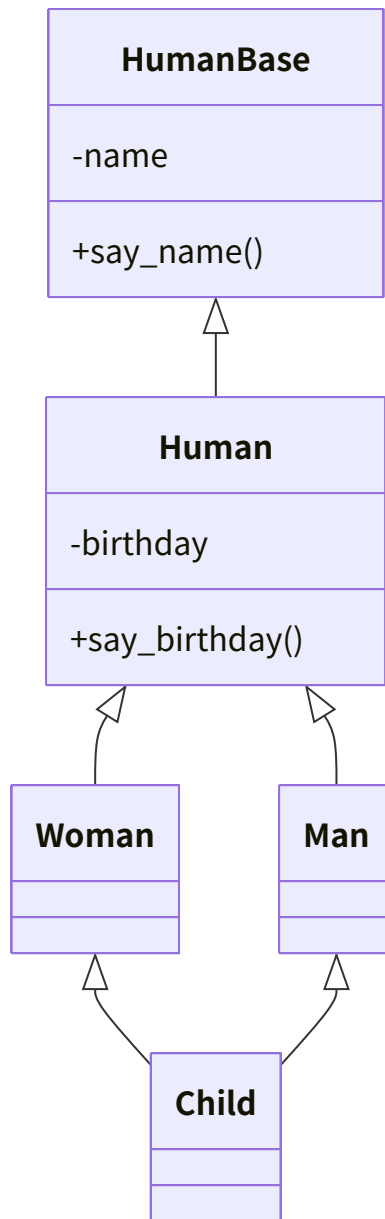 HumanBase
-name
+say_name()
Human
-birthday
+say_birthday()
Woman
Man
Child